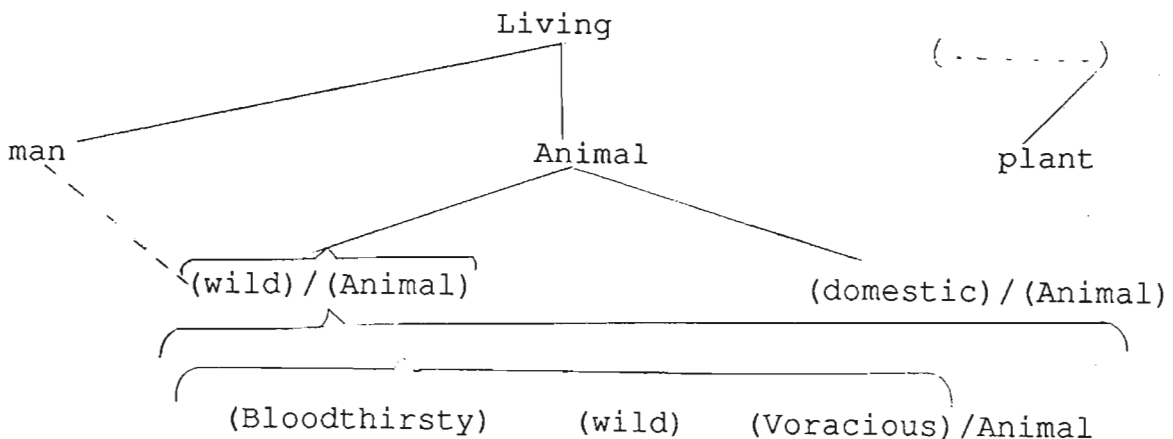 Living
(.......)
man Animal plant
(wild)/(Animal) (domestic)/(Animal)
(Bloodthirsty) (wild) (Voracious)/Animal